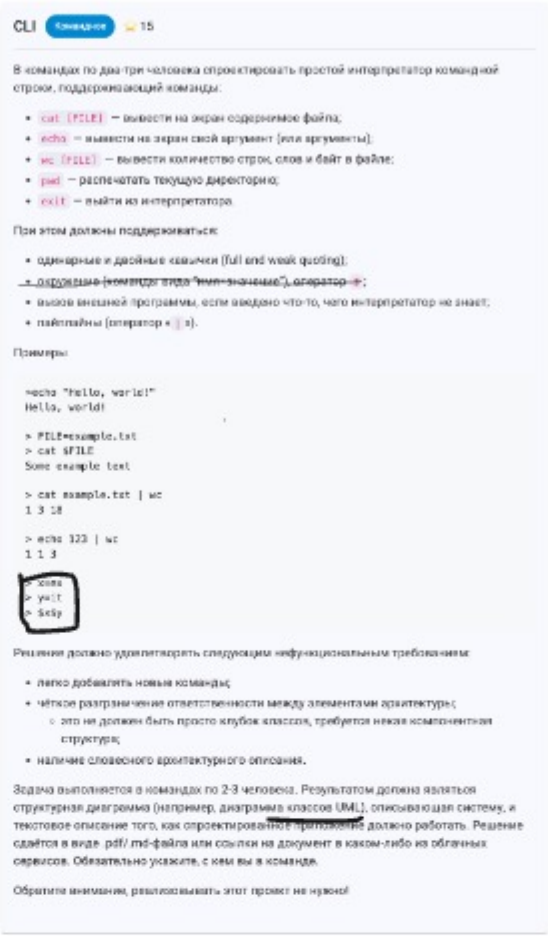 CLI Командное 15
В командах по два-три человека спроектировать простой интерпретатор командной
строки, поддерживающий команды:
• cat [FILE] — вывести на экран содержимое файла;
• echo — вывести на экран свой аргумент (или аргументы);
• wc [FILE] — вывести количество строк, слов и байт в файле;
• pwd — распечатать текущую директорию;
• exit — выйти из интерпретатора.
При этом должны поддерживаться:
• одинарные и двойные кавычки (full and weak quoting);
• окружение (команды вида "имя=значение"), оператор $;
• вызов внешней программы, если введено что-то, чего интерпретатор не знает;
• пайплайны (оператор « | »).
Примеры:
>echo "Hello, world!"
Hello, world!
> FILE=example.txt
> cat $FILE
Some example text
> cat example.txt | wc
1 3 18
> echo 123 | wc
1 1 3
> x=ex
> y=it
> $x$y
Решение должно удовлетворять следующим нефункциональным требованиям:
• легко добавлять новые команды;
• чёткое разграничение ответственности между элементами архитектуры;
◦ это не должен быть просто клубок классов, требуется некая компонентная
структура;
• наличие словесного архитектурного описания.
Задача выполняется в командах по 2-3 человека. Результатом должна являться
структурная диаграмма (например, диаграмма классов UML), описывающая систему, и
текстовое описание того, как спроектированное приложение должно работать. Решение
сдаётся в виде .pdf/.md-файла или ссылки на документ в каком-либо из облачных
сервисов. Обязательно укажите, с кем вы в команде.
Обратите внимание, реализовывать этот проект не нужно!